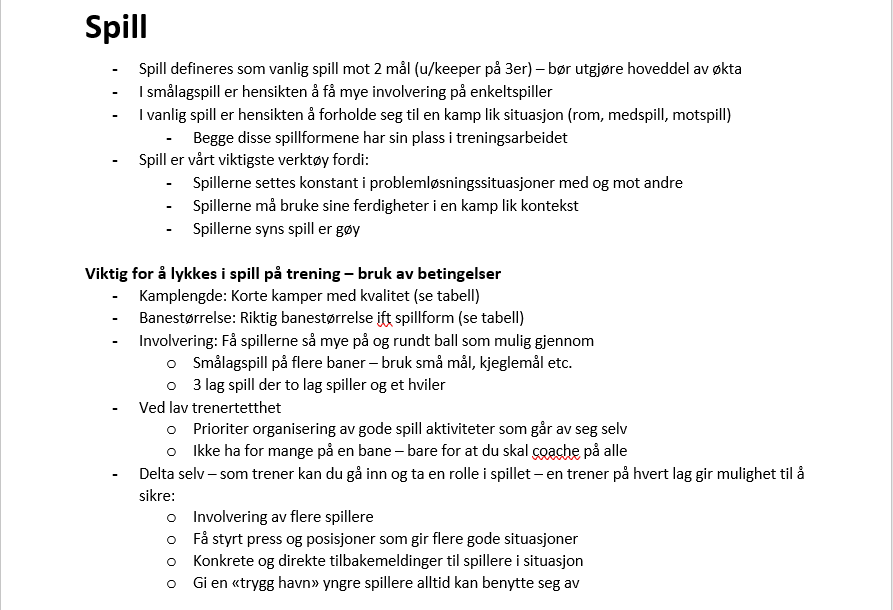 Spill
- Spill defineres som vanlig spill mot 2 mål (u/keeper på 3er) – bør utgjøre hoveddel av økta
- I smålagspill er hensikten å få mye involvering på enkeltspiller
- I vanlig spill er hensikten å forholde seg til en kamp lik situasjon (rom, medspill, motspill)
- Begge disse spillformene har sin plass i treningsarbeidet
- Spill er vårt viktigste verktøy fordi:
- Spillerne settes konstant i problemløsningssituasjoner med og mot andre
- Spillerne må bruke sine ferdigheter i en kamp lik kontekst
- Spillerne syns spill er gøy
Viktig for å lykkes i spill på trening – bruk av betingelser
- Kamplengde: Korte kamper med kvalitet (se tabell)
- Banestørrelse: Riktig banestørrelse ift spillform (se tabell)
- Involvering: Få spillerne så mye på og rundt ball som mulig gjennom
o Smålagspill på flere baner – bruk små mål, kjeglemål etc.
o 3 lag spill der to lag spiller og et hviler
- Ved lav trenertetthet
o Prioriter organisering av gode spill aktiviteter som går av seg selv
o Ikke ha for mange på en bane – bare for at du skal coache på alle
- Delta selv – som trener kan du gå inn og ta en rolle i spillet – en trener på hvert lag gir mulighet til å
sikre:
o Involvering av flere spillere
o Få styrt press og posisjoner som gir flere gode situasjoner
o Konkrete og direkte tilbakemeldinger til spillere i situasjon
o Gi en «trygg havn» yngre spillere alltid kan benytte seg av